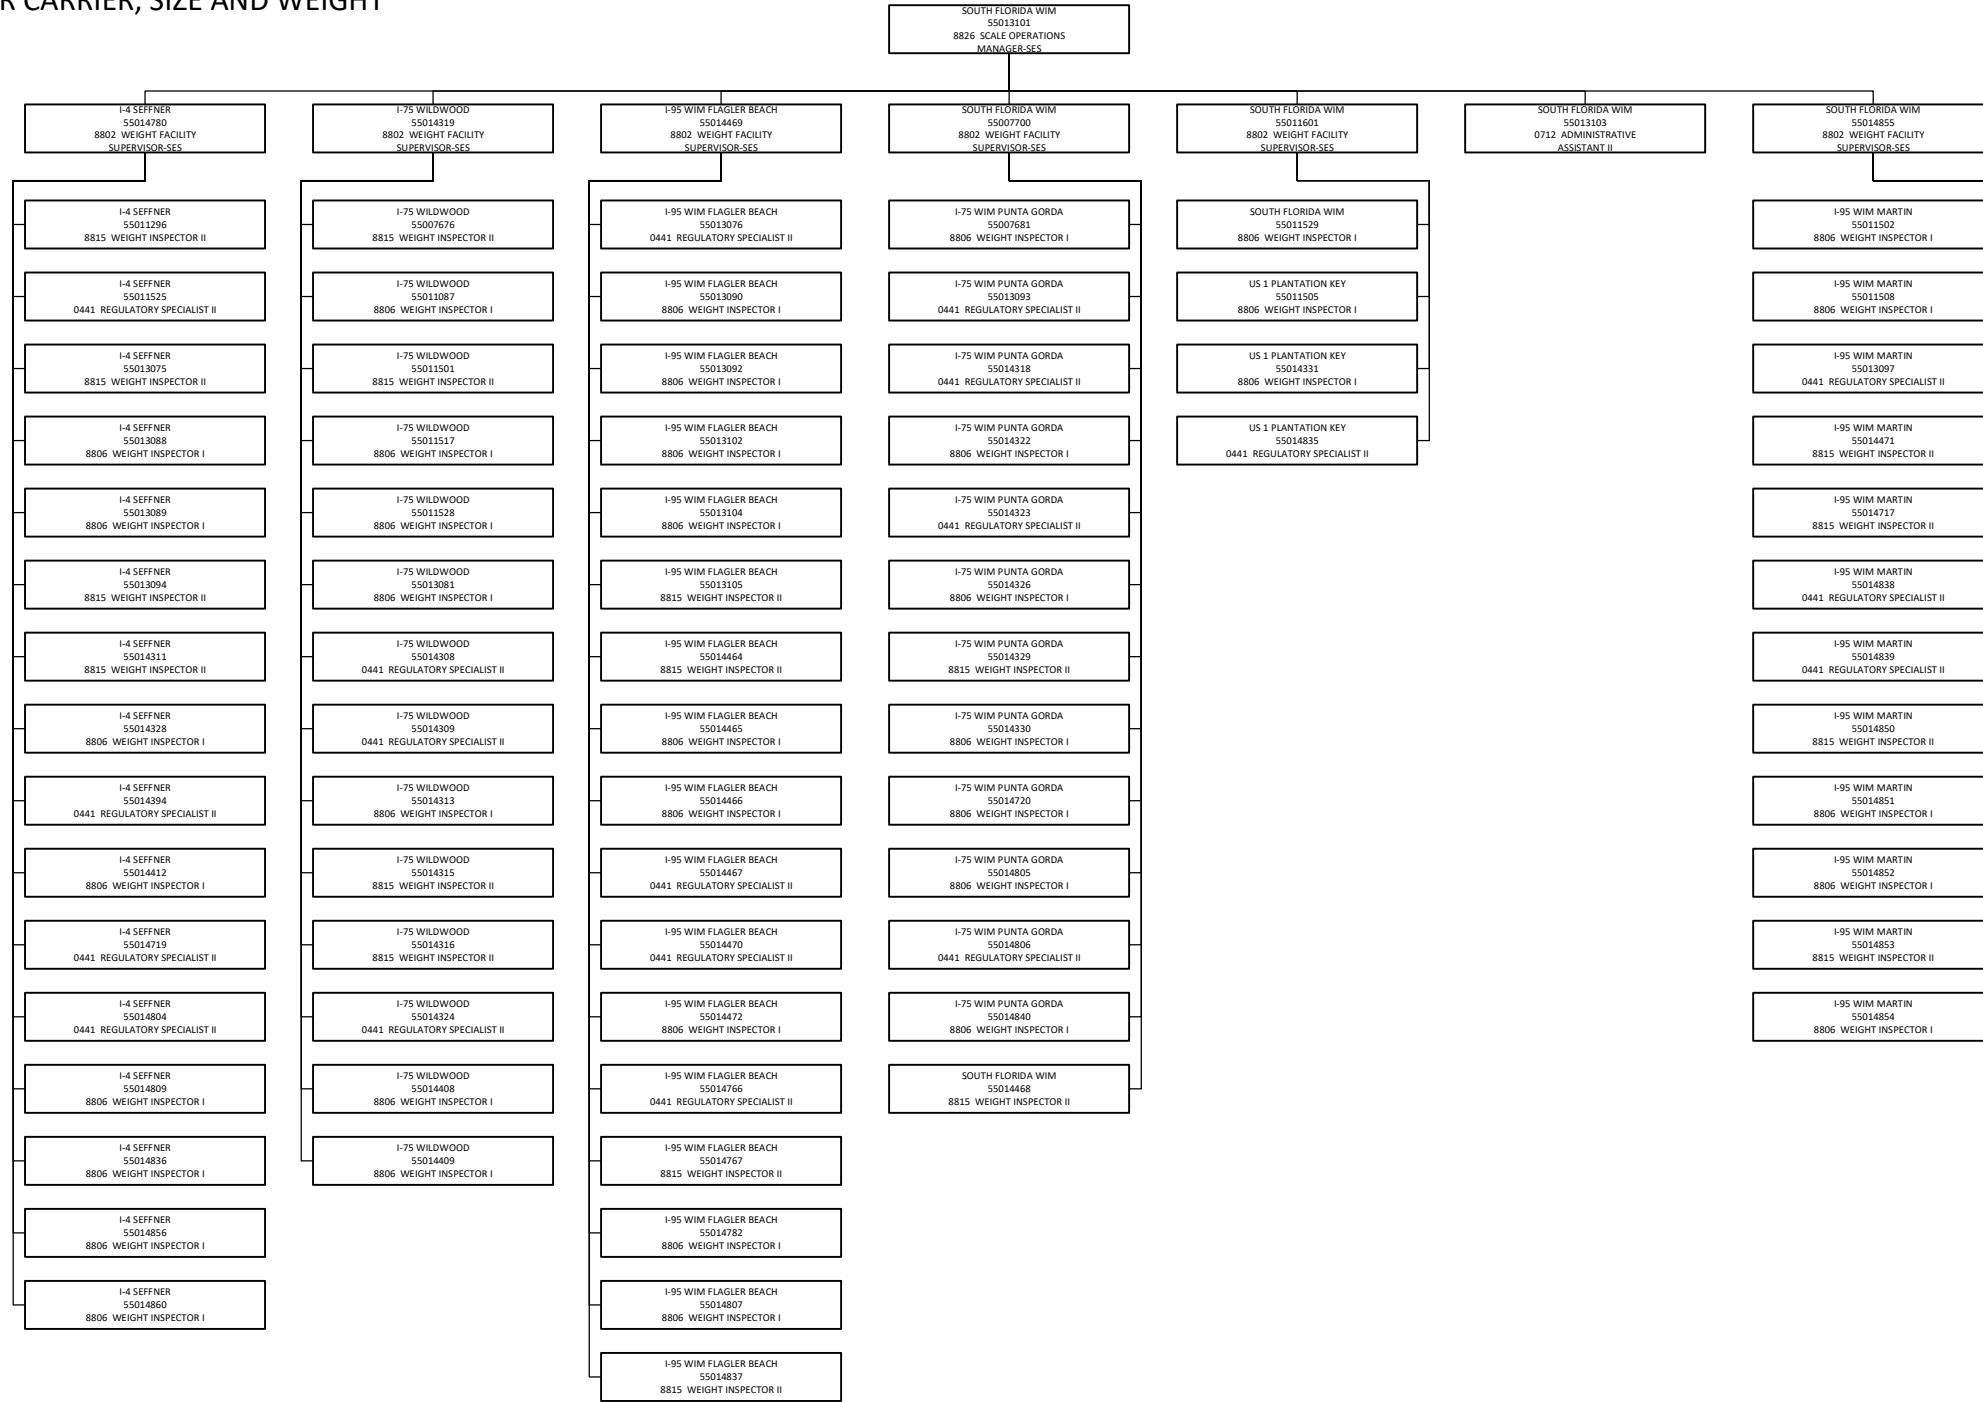 R CARRIER, SIZE AND WEIGHT
SOUTH FLORIDA WIM
55013101
8826 SCALE OPERATIONS
MANAGER-SES
I-4 SEFFNER
55014780
8802 WEIGHT FACILITY
SUPERVISOR-SES
I-75 WILDWOOD
55014319
8802 WEIGHT FACILITY
SUPERVISOR-SES
I-95 WIM FLAGLER BEACH
55014469
8802 WEIGHT FACILITY
SUPERVISOR-SES
SOUTH FLORIDA WIM
55007700
8802 WEIGHT FACILITY
SUPERVISOR-SES
SOUTH FLORIDA WIM
55011601
8802 WEIGHT FACILITY
SUPERVISOR-SES
SOUTH FLORIDA WIM
55013103
0712 ADMINISTRATIVE
ASSISTANT II
SOUTH FLORIDA WIM
55014855
8802 WEIGHT FACILITY
SUPERVISOR-SES
I-4 SEFFNER
55011296
8815 WEIGHT INSPECTOR II
I-4 SEFFNER
55011525
0441 REGULATORY SPECIALIST II
I-4 SEFFNER
55013075
8815 WEIGHT INSPECTOR II
I-4 SEFFNER
55013088
8806 WEIGHT INSPECTOR I
I-4 SEFFNER
55013089
8806 WEIGHT INSPECTOR I
I-4 SEFFNER
55013094
8815 WEIGHT INSPECTOR II
I-4 SEFFNER
55014311
8815 WEIGHT INSPECTOR II
I-4 SEFFNER
55014328
8806 WEIGHT INSPECTOR I
I-4 SEFFNER
55014394
0441 REGULATORY SPECIALIST II
I-4 SEFFNER
55014412
8806 WEIGHT INSPECTOR I
I-4 SEFFNER
55014719
0441 REGULATORY SPECIALIST II
I-4 SEFFNER
55014804
0441 REGULATORY SPECIALIST II
I-4 SEFFNER
55014809
8806 WEIGHT INSPECTOR I
I-4 SEFFNER
55014836
8806 WEIGHT INSPECTOR I
I-4 SEFFNER
55014856
8806 WEIGHT INSPECTOR I
I-4 SEFFNER
55014860
8806 WEIGHT INSPECTOR I
I-75 WILDWOOD
55007676
8815 WEIGHT INSPECTOR II
I-75 WILDWOOD
55011087
8806 WEIGHT INSPECTOR I
I-75 WILDWOOD
55011501
8815 WEIGHT INSPECTOR II
I-75 WILDWOOD
55011517
8806 WEIGHT INSPECTOR I
I-75 WILDWOOD
55011528
8806 WEIGHT INSPECTOR I
I-75 WILDWOOD
55013081
8806 WEIGHT INSPECTOR I
I-75 WILDWOOD
55014308
0441 REGULATORY SPECIALIST II
I-75 WILDWOOD
55014309
0441 REGULATORY SPECIALIST II
I-75 WILDWOOD
55014313
8806 WEIGHT INSPECTOR I
I-75 WILDWOOD
55014315
8815 WEIGHT INSPECTOR II
I-75 WILDWOOD
55014316
8815 WEIGHT INSPECTOR II
I-75 WILDWOOD
55014324
0441 REGULATORY SPECIALIST II
I-75 WILDWOOD
55014408
8806 WEIGHT INSPECTOR I
I-75 WILDWOOD
55014409
8806 WEIGHT INSPECTOR I
I-95 WIM FLAGLER BEACH
55013076
0441 REGULATORY SPECIALIST II
I-95 WIM FLAGLER BEACH
55013090
8806 WEIGHT INSPECTOR I
I-95 WIM FLAGLER BEACH
55013092
8806 WEIGHT INSPECTOR I
I-95 WIM FLAGLER BEACH
55013102
8806 WEIGHT INSPECTOR I
I-95 WIM FLAGLER BEACH
55013104
8806 WEIGHT INSPECTOR I
I-95 WIM FLAGLER BEACH
55013105
8815 WEIGHT INSPECTOR II
I-95 WIM FLAGLER BEACH
55014464
8815 WEIGHT INSPECTOR II
I-95 WIM FLAGLER BEACH
55014465
8806 WEIGHT INSPECTOR I
I-95 WIM FLAGLER BEACH
55014466
8806 WEIGHT INSPECTOR I
I-95 WIM FLAGLER BEACH
55014467
0441 REGULATORY SPECIALIST II
I-95 WIM FLAGLER BEACH
55014470
0441 REGULATORY SPECIALIST II
I-95 WIM FLAGLER BEACH
55014472
8806 WEIGHT INSPECTOR I
I-95 WIM FLAGLER BEACH
55014766
0441 REGULATORY SPECIALIST II
I-95 WIM FLAGLER BEACH
55014767
8815 WEIGHT INSPECTOR II
I-95 WIM FLAGLER BEACH
55014782
8806 WEIGHT INSPECTOR I
I-95 WIM FLAGLER BEACH
55014807
8806 WEIGHT INSPECTOR I
I-95 WIM FLAGLER BEACH
55014837
8815 WEIGHT INSPECTOR II
I-75 WIM PUNTA GORDA
55007681
8806 WEIGHT INSPECTOR I
I-75 WIM PUNTA GORDA
55013093
0441 REGULATORY SPECIALIST II
I-75 WIM PUNTA GORDA
55014318
0441 REGULATORY SPECIALIST II
I-75 WIM PUNTA GORDA
55014322
8806 WEIGHT INSPECTOR I
I-75 WIM PUNTA GORDA
55014323
0441 REGULATORY SPECIALIST II
I-75 WIM PUNTA GORDA
55014326
8806 WEIGHT INSPECTOR I
I-75 WIM PUNTA GORDA
55014329
8815 WEIGHT INSPECTOR II
I-75 WIM PUNTA GORDA
55014330
8806 WEIGHT INSPECTOR I
I-75 WIM PUNTA GORDA
55014720
8806 WEIGHT INSPECTOR I
I-75 WIM PUNTA GORDA
55014805
8806 WEIGHT INSPECTOR I
I-75 WIM PUNTA GORDA
55014806
0441 REGULATORY SPECIALIST II
I-75 WIM PUNTA GORDA
55014840
8806 WEIGHT INSPECTOR I
SOUTH FLORIDA WIM
55014468
8815 WEIGHT INSPECTOR II
SOUTH FLORIDA WIM
55011529
8806 WEIGHT INSPECTOR I
US 1 PLANTATION KEY
55011505
8806 WEIGHT INSPECTOR I
US 1 PLANTATION KEY
55014331
8806 WEIGHT INSPECTOR I
US 1 PLANTATION KEY
55014835
0441 REGULATORY SPECIALIST II
I-95 WIM MARTIN
55011502
8806 WEIGHT INSPECTOR I
I-95 WIM MARTIN
55011508
8806 WEIGHT INSPECTOR I
I-95 WIM MARTIN
55013097
0441 REGULATORY SPECIALIST II
I-95 WIM MARTIN
55014471
8815 WEIGHT INSPECTOR II
I-95 WIM MARTIN
55014717
8815 WEIGHT INSPECTOR II
I-95 WIM MARTIN
55014838
0441 REGULATORY SPECIALIST II
I-95 WIM MARTIN
55014839
0441 REGULATORY SPECIALIST II
I-95 WIM MARTIN
55014850
8815 WEIGHT INSPECTOR II
I-95 WIM MARTIN
55014851
8806 WEIGHT INSPECTOR I
I-95 WIM MARTIN
55014852
8806 WEIGHT INSPECTOR I
I-95 WIM MARTIN
55014853
8815 WEIGHT INSPECTOR II
I-95 WIM MARTIN
55014854
8806 WEIGHT INSPECTOR I